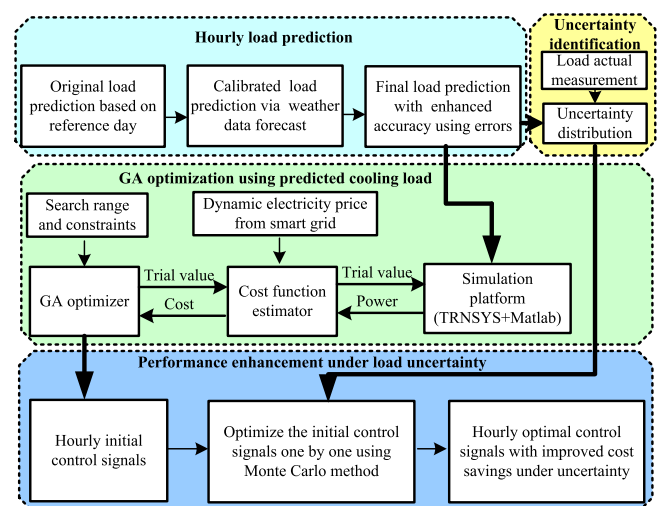 Hourly load prediction
Uncertainty
identification
Original load
prediction based on
reference day
Calibrated load
prediction via weather
data forecast
Final load prediction
with enhanced
accuracy using errors
Load actual
measurement
Uncertainty
distribution
GA optimization using predicted cooling load
Search range
and constraints
Dynamic electricity price
from smart grid
GA optimizer
Trial value
Cost
Cost function
estimator
Trial value
Power
Simulation
platform
(TRNSYS+Matlab)
Performance enhancement under load uncertainty
Hourly initial
control signals
Optimize the initial control
signals one by one using
Monte Carlo method
Hourly optimal control
signals with improved cost
savings under uncertainty